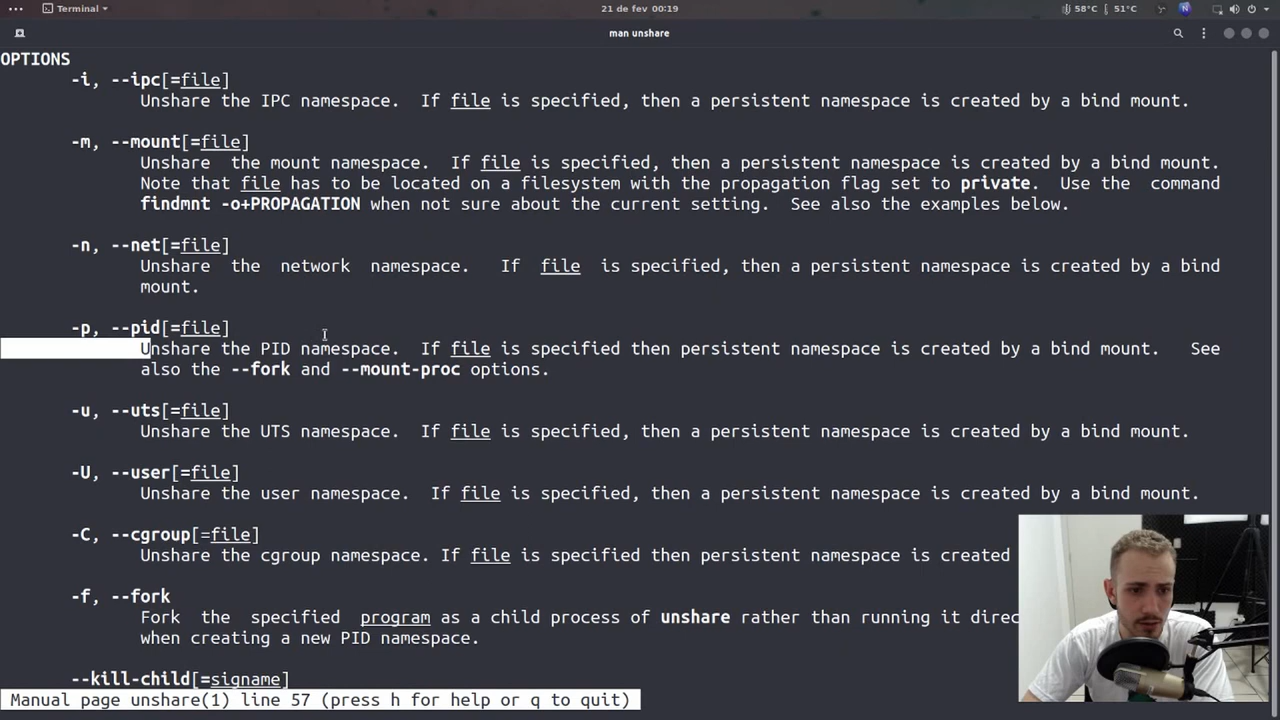 Terminal
21 de fev 00:19
58°C
51°C
N
man unshare
OPTIONS
-i, --ipc[=file]
Unshare the IPC namespace. If file is specified, then a persistent namespace is created by a bind mount.
-m, --mount[=file]
Unshare the mount namespace. If file is specified, then a persistent namespace is created by a bind mount.
Note that file has to be located on a filesystem with the propagation flag set to private. Use the command
findmnt -o+PROPAGATION when not sure about the current setting. See also the examples below.
-n, --net[=file]
Unshare the network namespace. If file is specified, then a persistent namespace is created by a bind
mount.
-p, --pid[=file]
Unshare the PID namespace. If file is specified then persistent namespace is created by a bind mount. See
also the --fork and --mount-proc options.
-u, --uts[=file]
Unshare the UTS namespace. If file is specified, then a persistent namespace is created by a bind mount.
-U, --user[=file]
Unshare the user namespace. If file is specified, then a persistent namespace is created by a bind mount.
-C, --cgroup[=file]
Unshare the cgroup namespace. If file is specified then persistent namespace is created
-f, --fork
Fork the specified program as a child process of unshare rather than running it direc
when creating a new PID namespace.
--kill-child[=signame]
Manual page unshare(1) line 57 (press h for help or q to quit)